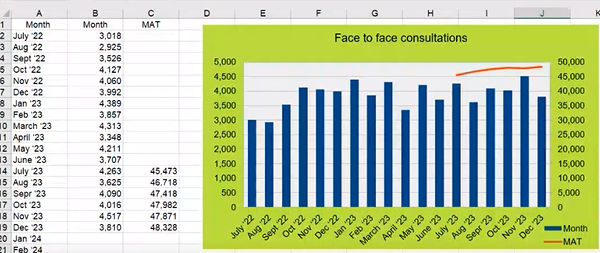 A B C D E F G H I J K
1 Month Month MAT
2 July '22 3,018
3 Aug '22 2,925
4 Sept '22 3,526
5 Oct '22 4,127
6 Nov '22 4,060
7 Dec '22 3,992
8 Jan '23 4,389
9 Feb '23 3,857
10 March '23 4,313
11 April '23 3,348
12 May '23 4,211
13 June '23 3,707
14 July '23 4,263 45,473
15 Aug '23 3,625 46,718
16 Sepr '23 4,090 47,418
17 Oct '23 4,016 47,982
18 Nov '23 4,517 47,871
19 Dec '23 3,810 48,328
20 Jan '24
21 Feb '24
Face to face consultations
5,000 50,000
4,500 45,000
4,000 40,000
3,500 35,000
3,000 30,000
2,500 25,000
2,000 20,000
1,500 15,000
1,000 10,000
500 5,000
0 0
July '22 Aug '22 Sept '22 Oct '22 Nov '22 Dec '22 Jan '23 Feb '23 March '23 April '23 May '23 June '23 July '23 Aug '23 Sepr '23 Oct '23 Nov '23 Dec '23
Month
MAT